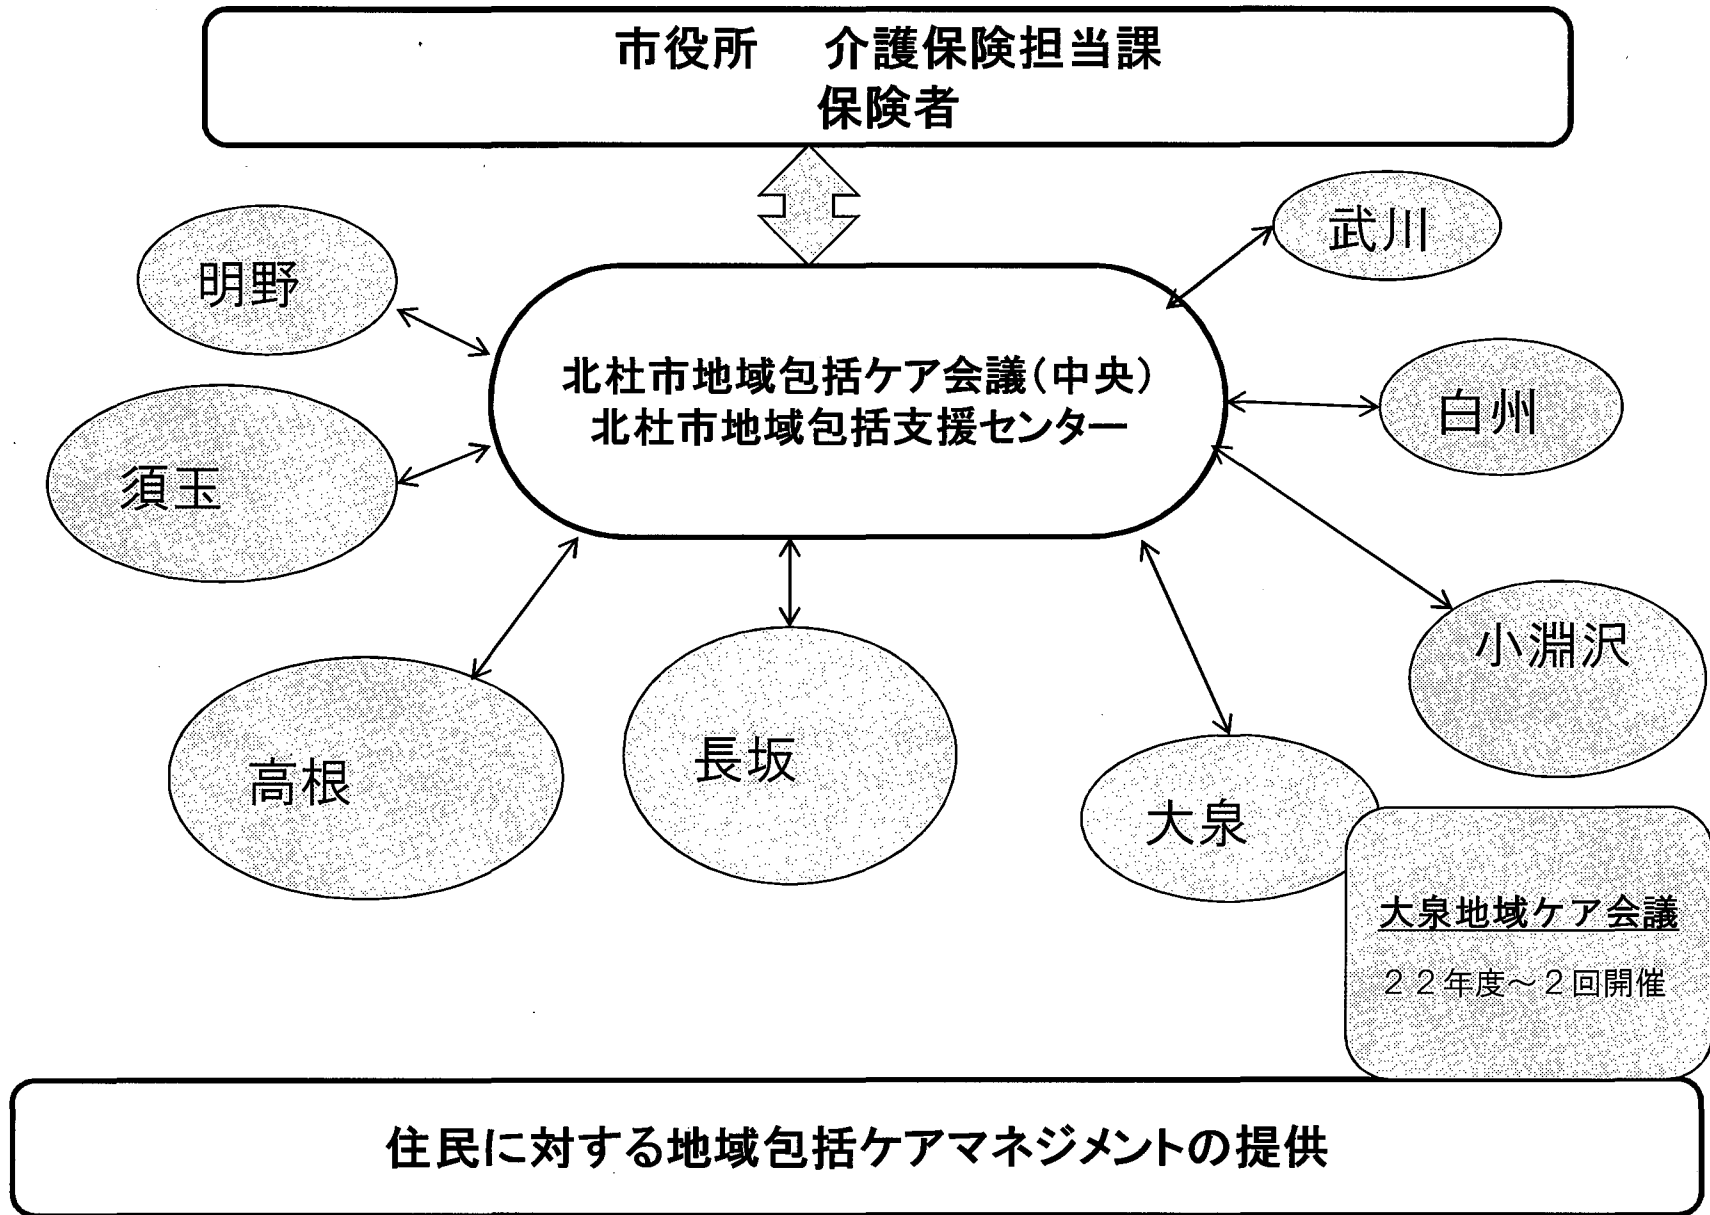 市役所　介護保険担当課
保険者
武川
明野
北杜市地域包括ケア会議（中央）
北杜市地域包括支援センター
白州
須玉
小淵沢
長坂
高根
大泉
大泉地域ケア会議
２２年度～２回開催
住民に対する地域包括ケアマネジメントの提供